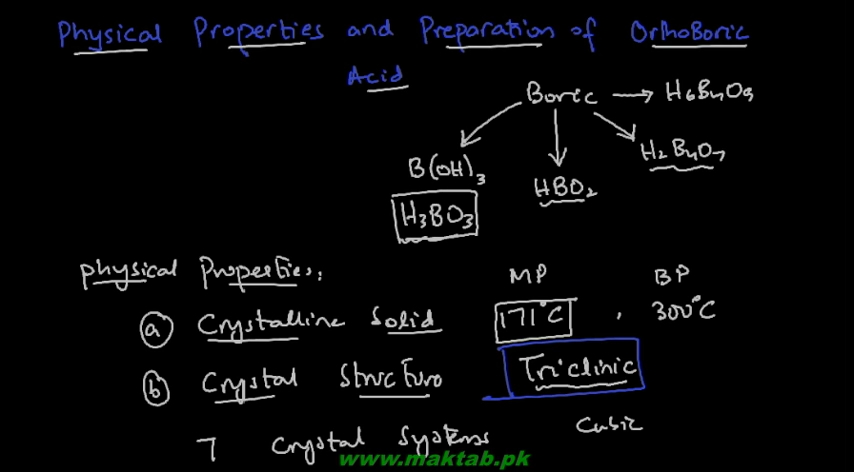 Physical Properties and Preparation of OrthoBoric
Acid
Boric → H6B4O9
B(OH)3 HBO2 H2B4O7
H3BO3
physical Properties:
MP BP
(a) Crystalline Solid 171°C , 300°C
(b) Crystal Structure Triclinic
7 Crystal Systems Cubic
www.maktab.pk